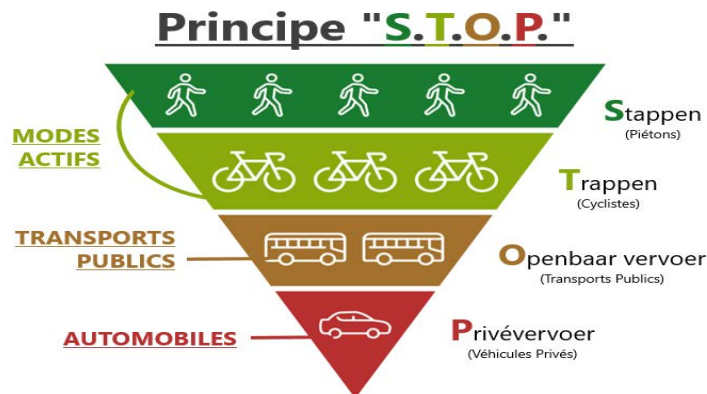 Principe "S.T.O.P."
MODES
ACTIFS
Stappen
(Piétons)
Trappen
(Cyclistes)
TRANSPORTS
PUBLICS
Openbaar vervoer
(Transports Publics)
AUTOMOBILES
Privévervoer
(Véhicules Privés)